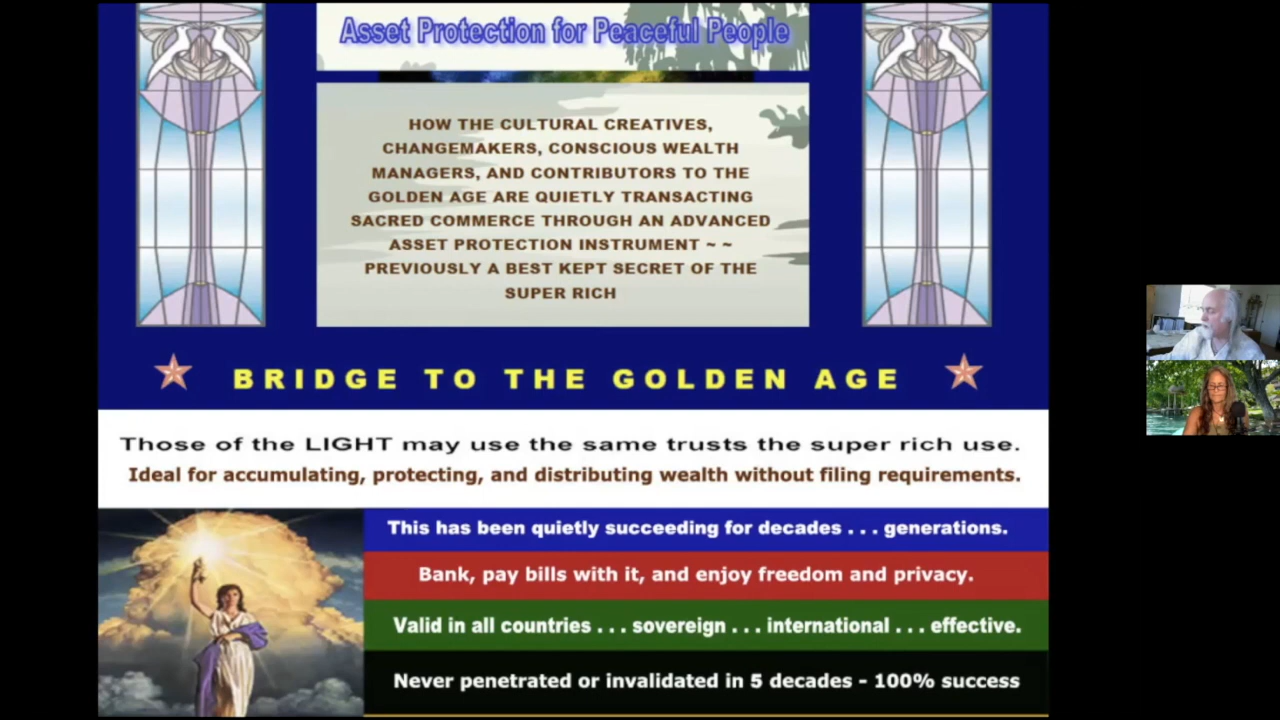 Asset Protection for Peaceful People
HOW THE CULTURAL CREATIVES,
CHANGEMAKERS, CONSCIOUS WEALTH
MANAGERS, AND CONTRIBUTORS TO THE
GOLDEN AGE ARE QUIETLY TRANSACTING
SACRED COMMERCE THROUGH AN ADVANCED
ASSET PROTECTION INSTRUMENT ~ ~
PREVIOUSLY A BEST KEPT SECRET OF THE
SUPER RICH
BRIDGE TO THE GOLDEN AGE
Those of the LIGHT may use the same trusts the super rich use.
Ideal for accumulating, protecting, and distributing wealth without filing requirements.
This has been quietly succeeding for decades . . . generations.
Bank, pay bills with it, and enjoy freedom and privacy.
Valid in all countries . . . sovereign . . . international . . . effective.
Never penetrated or invalidated in 5 decades - 100% success